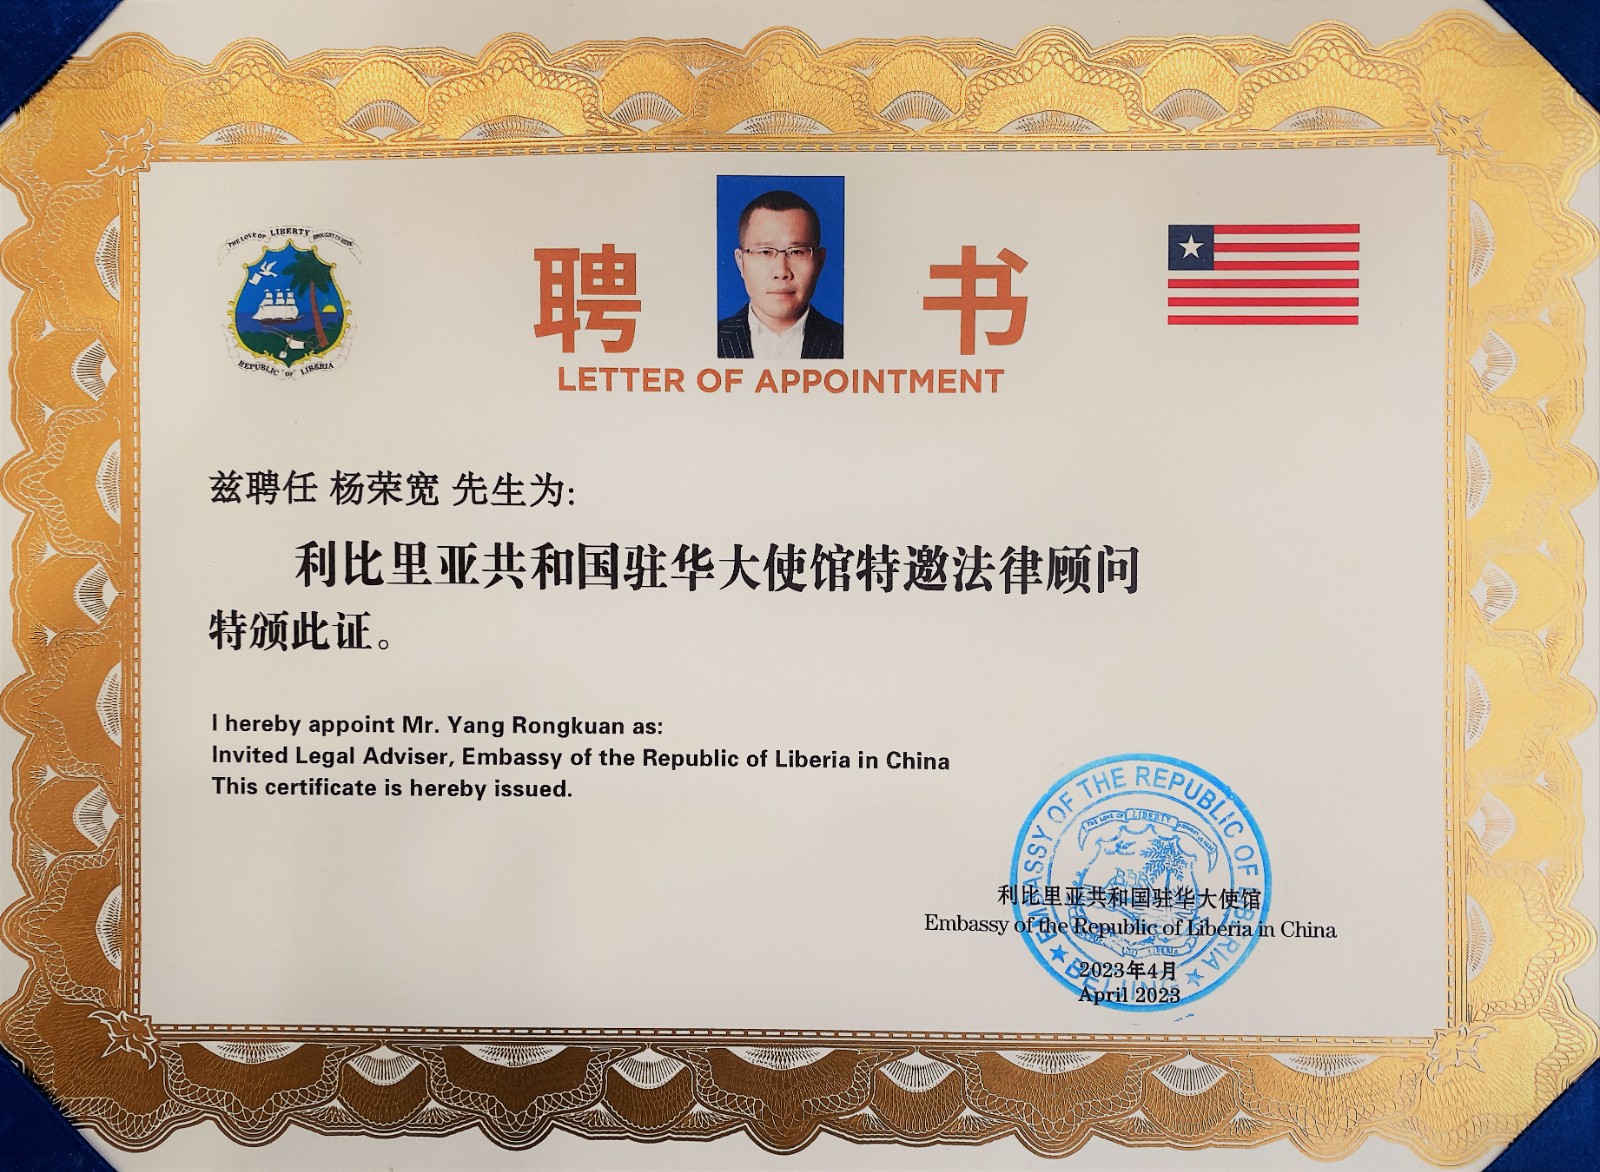 THE LOVE OF LIBERTY BROUGHT US HERE
REPUBLIC OF LIBERIA
聘 书
LETTER OF APPOINTMENT
兹聘任 杨荣宽 先生为:
利比里亚共和国驻华大使馆特邀法律顾问
特颁此证。
I hereby appoint Mr. Yang Rongkuan as:
Invited Legal Adviser, Embassy of the Republic of Liberia in China
This certificate is hereby issued.
EMBASSY OF THE REPUBLIC OF LIBERIA
THE LOVE OF LIBERTY
利比里亚共和国驻华大使馆
Embassy of the Republic of Liberia in China
2023年4月
April 2023
BEIJING